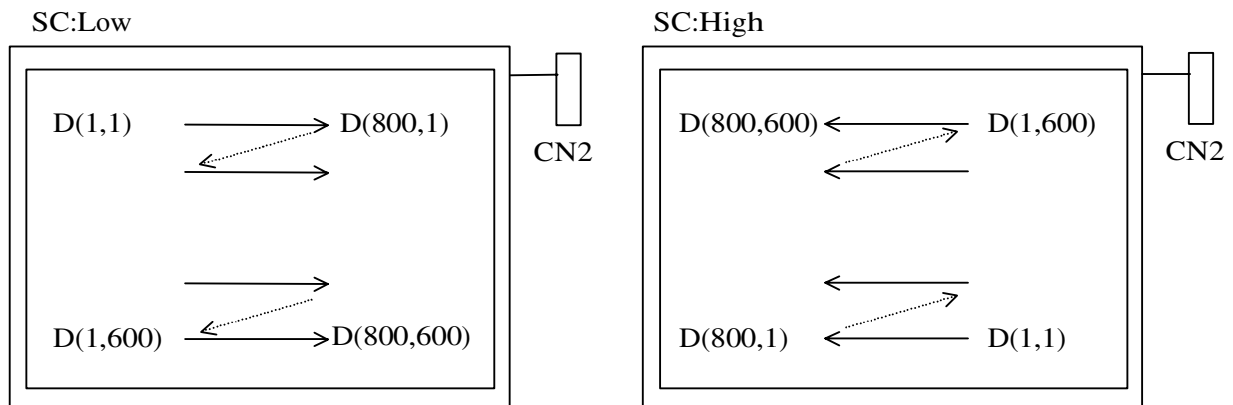 SC:Low
D(1,1)
D(800,1)
CN2
D(1,600)
D(800,600)
SC:High
D(800,600)
D(1,600)
CN2
D(800,1)
D(1,1)